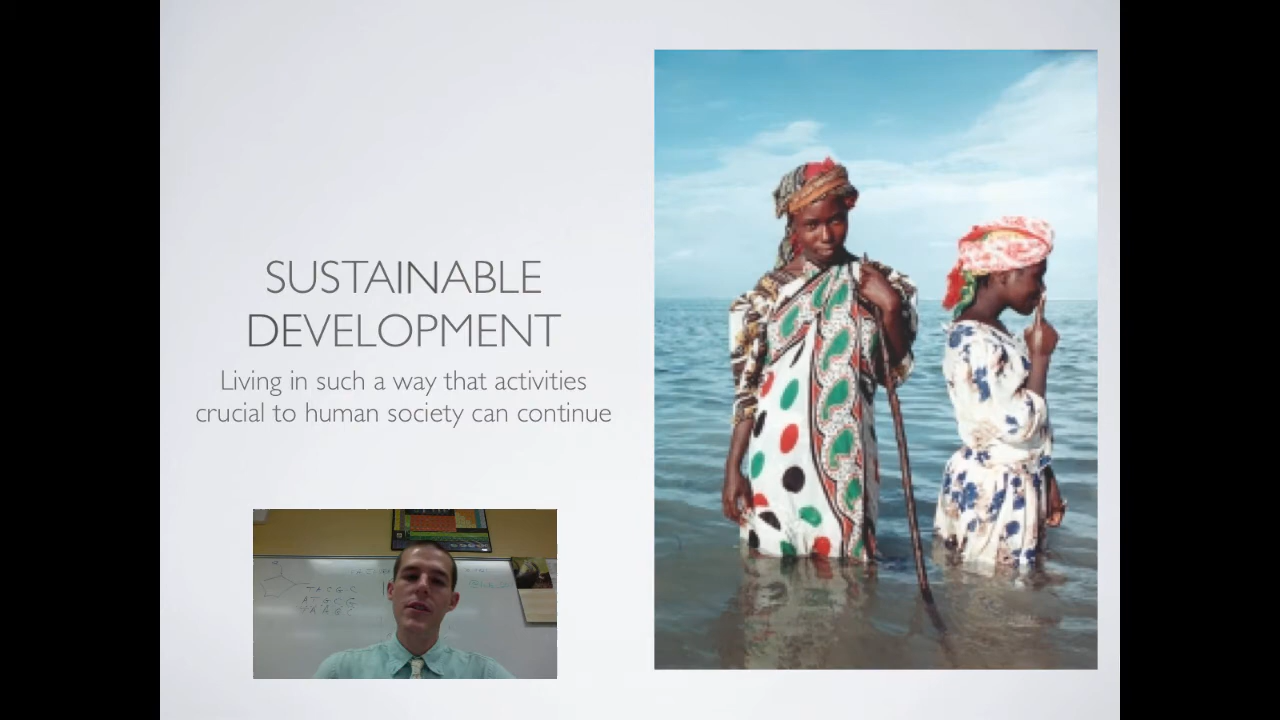 SUSTAINABLE
DEVELOPMENT
Living in such a way that activities
crucial to human society can continue